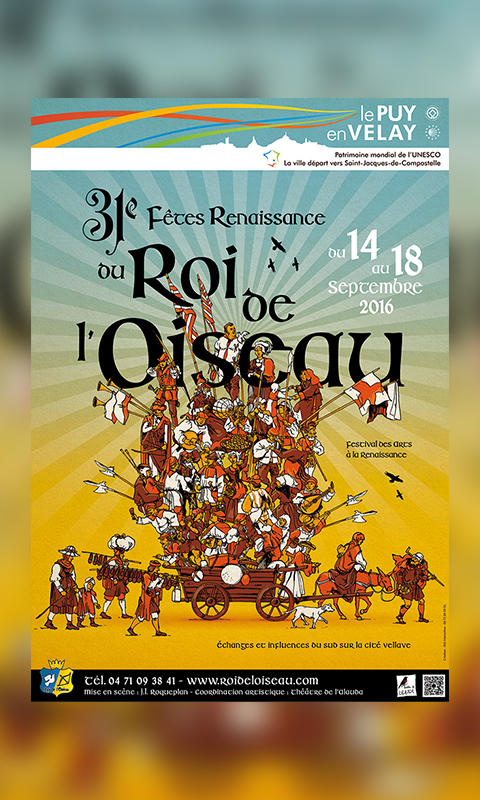 le PUY
en VELAY
Patrimoine mondial de l'UNESCO
La ville départ vers Saint-Jacques-de-Compostelle
31e Fêtes Renaissance
du Roi de
l'Oiseau
du 14
au 18
Septembre
2016
Festival des Arts
à la Renaissance
Échanges et influences du sud sur la cité vellave
Tél. 04 71 09 38 41 - www.roideloiseau.com
Mise en scène : J.l. Roqueplan - Coordination artistique : Théâtre de l'Alauda